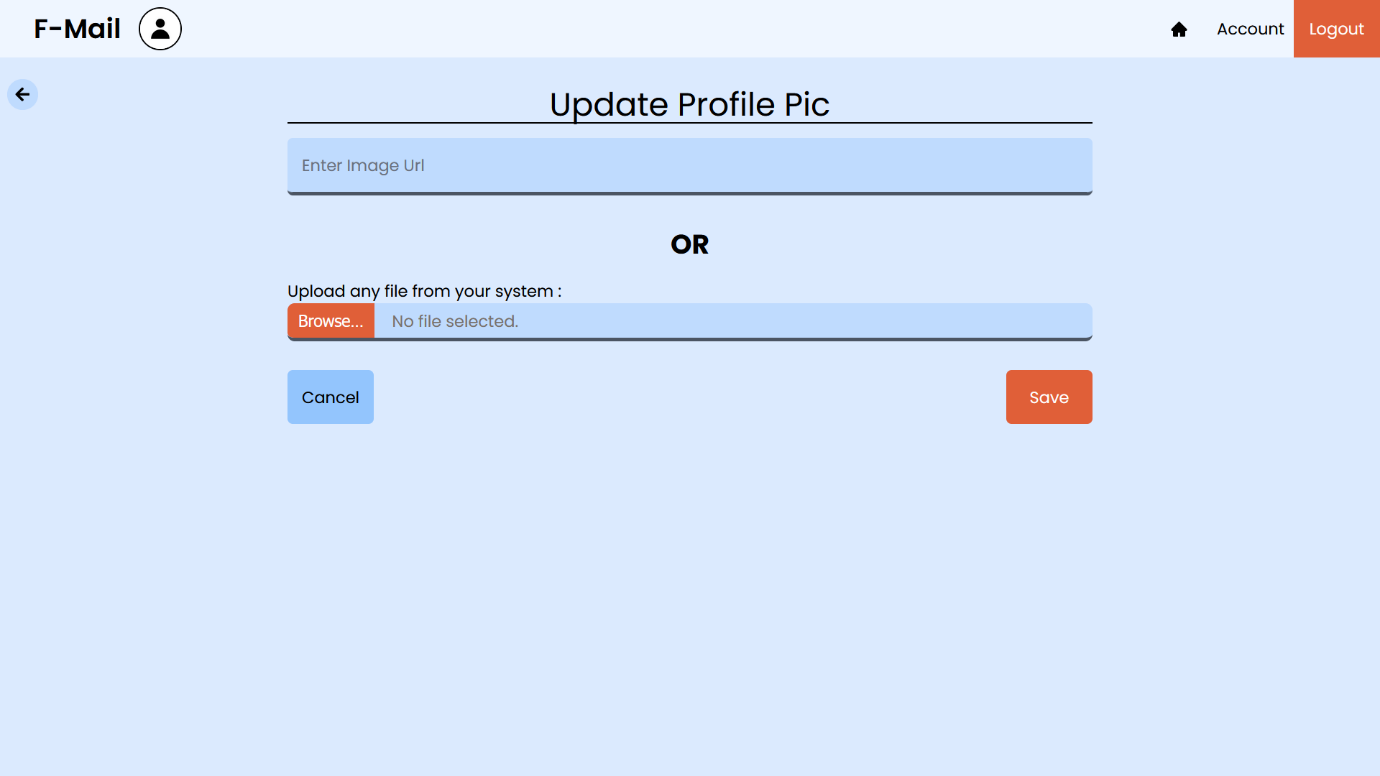 F-Mail Account Logout
Update Profile Pic
Enter Image Url
OR
Upload any file from your system :
Browse... No file selected.
Cancel Save